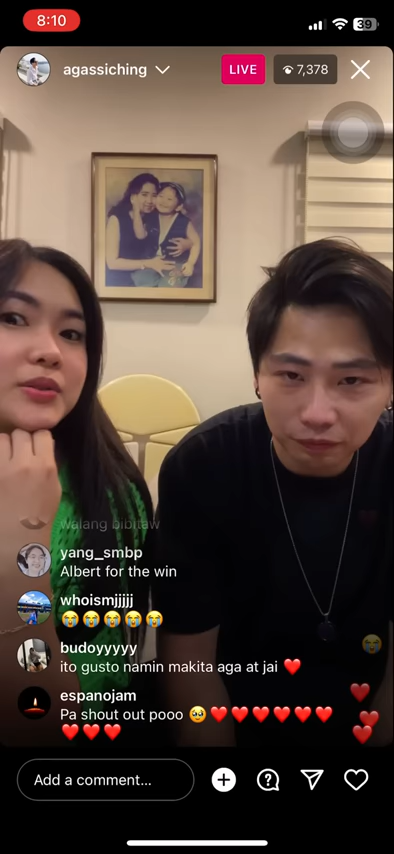 8:10
39
agassiching
LIVE
7,378
walang bibitaw
yang_smbp
Albert for the win
whoismjjjjj
😭😭😭😭😭
budoyyyyy
ito gusto namin makita aga at jai ❤️
espanojam
Pa shout out pooo 🥹❤️❤️❤️❤️❤️❤️
❤️❤️❤️
Add a comment...